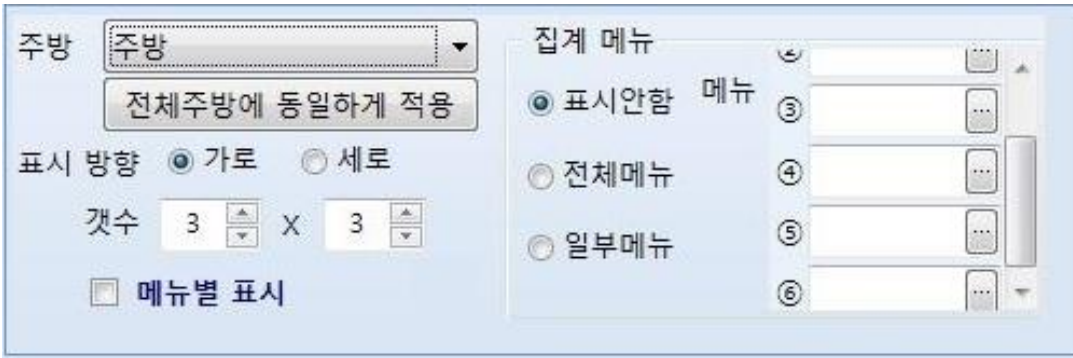 주방 주방
전체주방에 동일하게 적용
표시 방향 가로 세로
갯수 3 X 3
메뉴별 표시
집계 메뉴
표시안함
전체메뉴
일부메뉴
메뉴
② ...
③ ...
④ ...
⑤ ...
⑥ ...